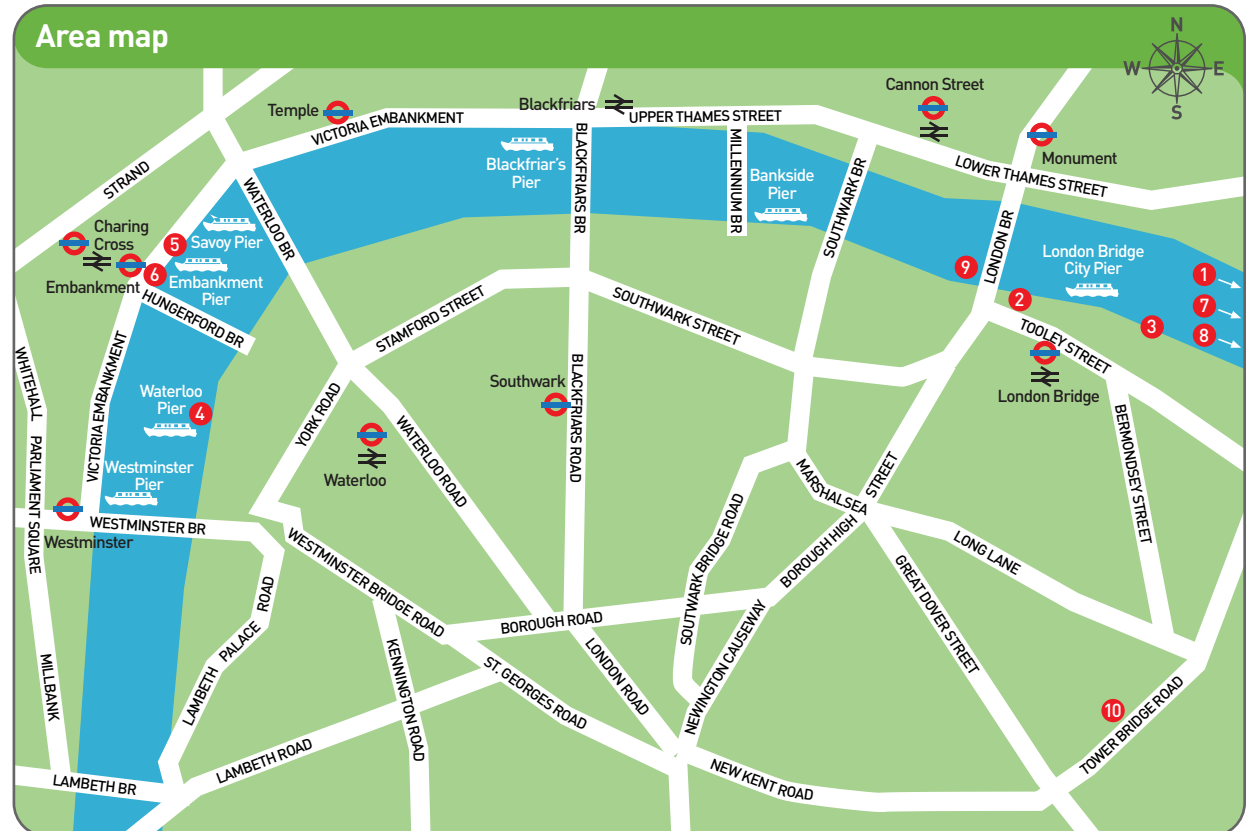 Area map
N
W E
S
Cannon Street
Temple
Blackfriars
VICTORIA EMBANKMENT
UPPER THAMES STREET
Monument
LOWER THAMES STREET
STRAND
Blackfriar's
Pier
BLACKFRIARS BR
MILLENNIUM BR
Bankside
Pier
SOUTHWARK BR
LONDON BR
WATERLOO BR
Charing
Cross
5
Savoy Pier
Embankment
6
Embankment
Pier
HUNGERFORD BR
9
London Bridge
City Pier
1
7
8
2
3
TOOLEY STREET
London Bridge
STAMFORD STREET
SOUTHWARK STREET
WHITEHALL
VICTORIA EMBANKMENT
Waterloo
Pier
4
YORK ROAD
Southwark
BLACKFRIARS ROAD
Waterloo
WATERLOO ROAD
BERMONDSEY STREET
PARLIAMENT SQUARE
Westminster
Pier
WESTMINSTER BR
Westminster
MARSHALSEA
STREET
BOROUGH HIGH
LONG LANE
WESTMINSTER BRIDGE ROAD
SOUTWARK BRIDGE ROAD
GREAT DOVER STREET
LAMBETH PALACE ROAD
BOROUGH ROAD
NEWINGTON CAUSEWAY
KENNINGTON ROAD
ST. GEORGES ROAD
LONDON ROAD
MILLBANK
10
TOWER BRIDGE ROAD
LAMBETH BR
LAMBETH ROAD
NEW KENT ROAD